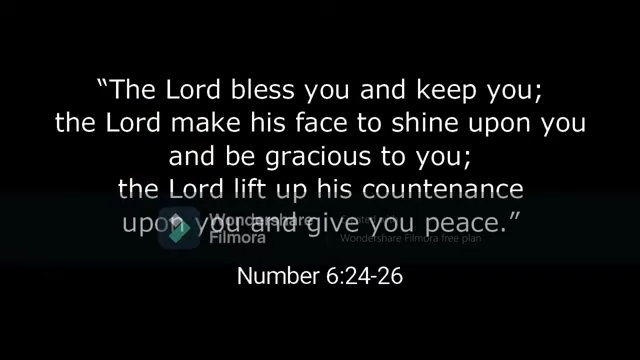 “The Lord bless you and keep you;
the Lord make his face to shine upon you
and be gracious to you;
the Lord lift up his countenance
upon you and give you peace.”
Wondershare
Filmora
Created with
Wondershare Filmora free plan
Number 6:24-26